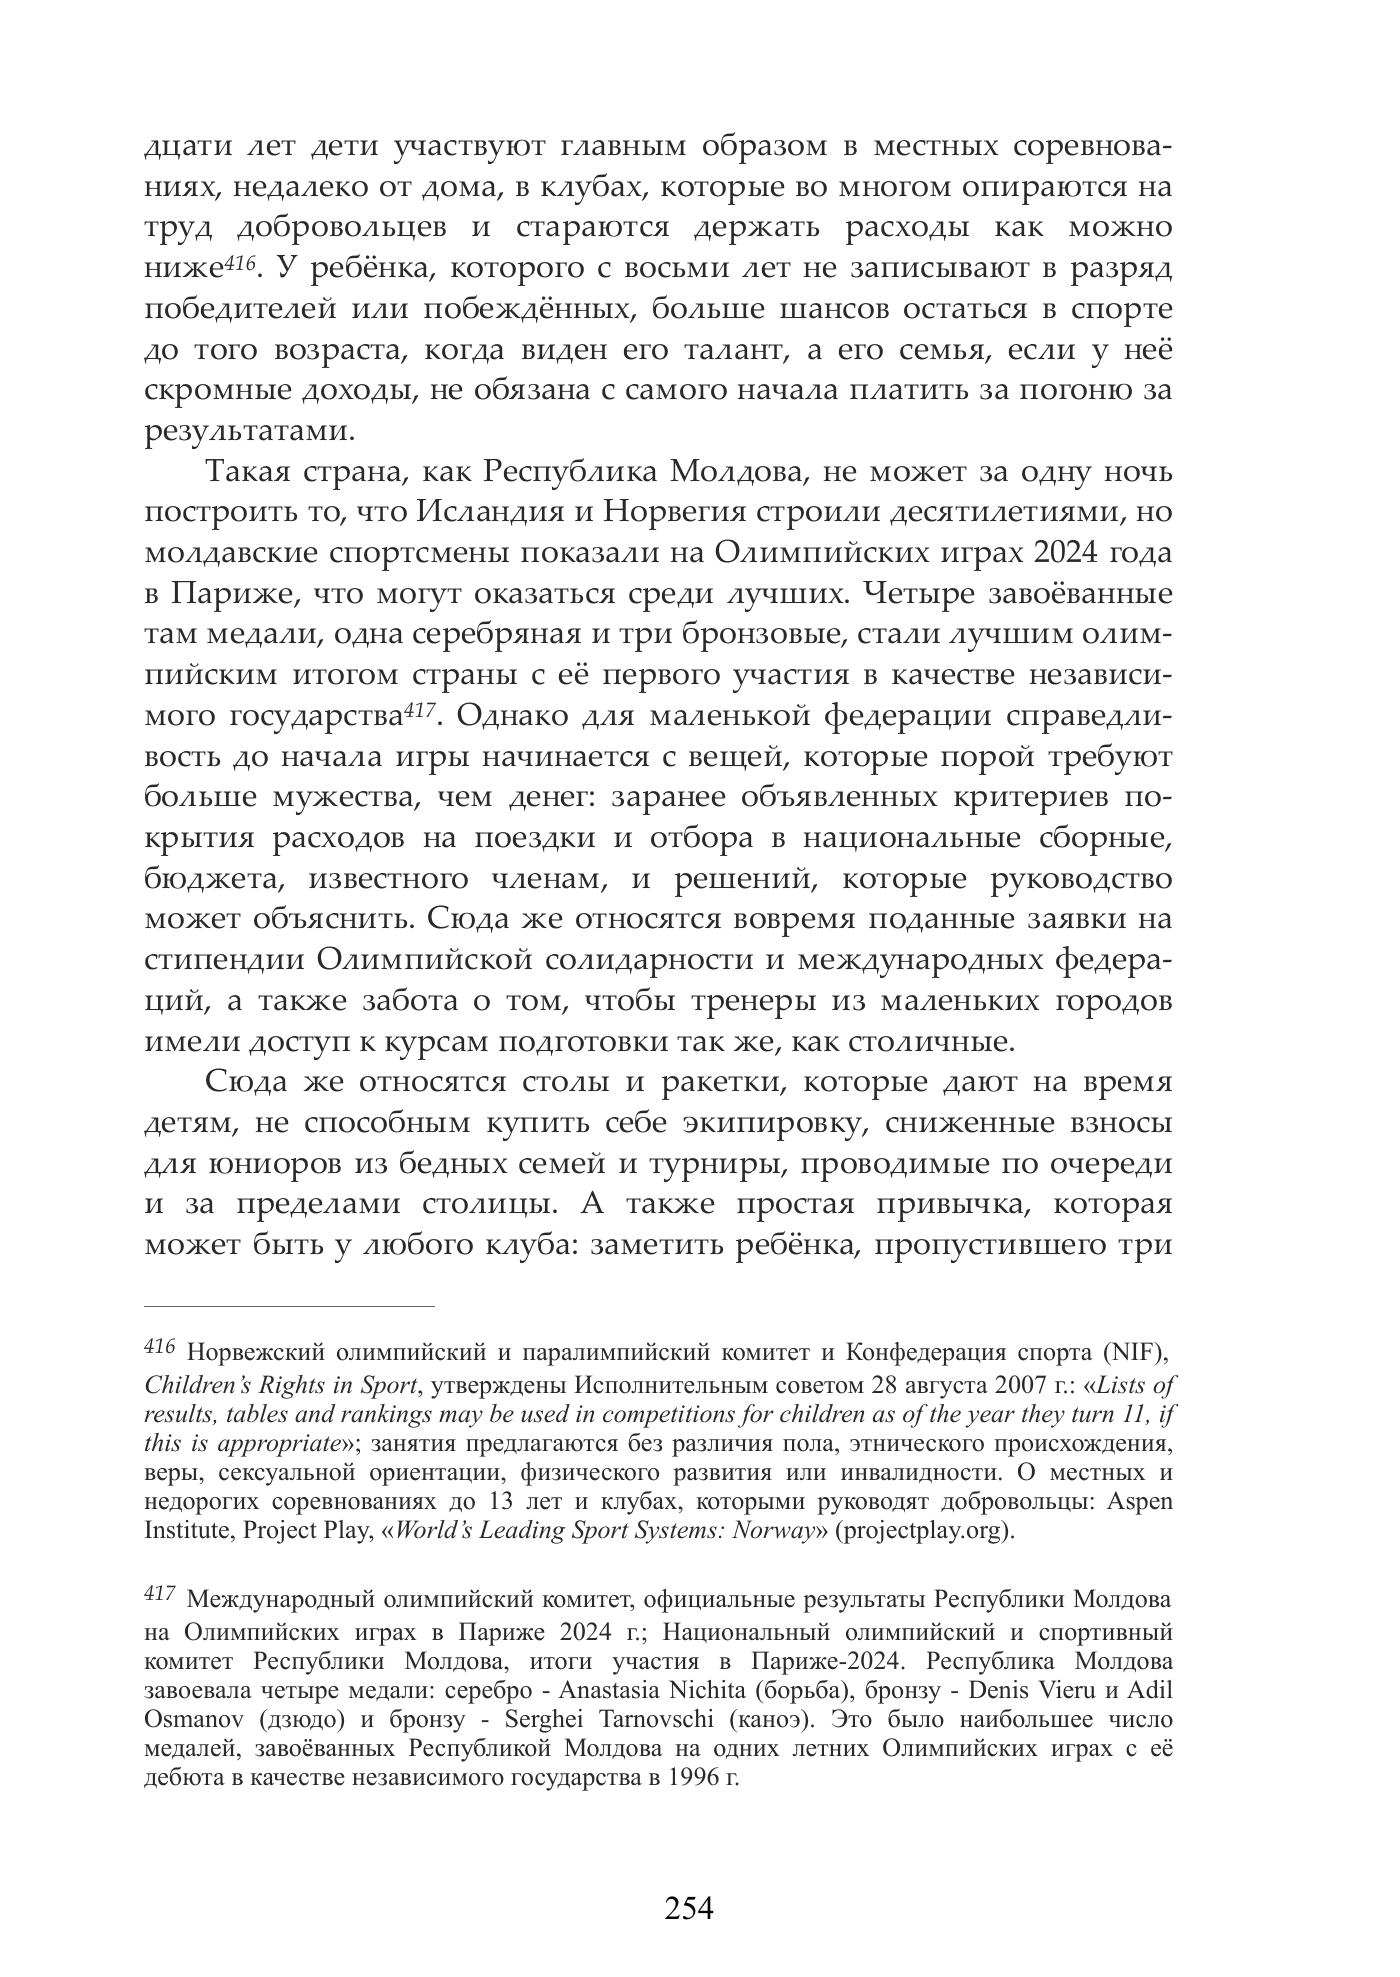 дцати лет дети участвуют главным образом в местных соревнова-
ниях, недалеко от дома, в клубах, которые во многом опираются на
труд добровольцев и стараются держать расходы как можно
ниже416. У ребёнка, которого с восьми лет не записывают в разряд
победителей или побеждённых, больше шансов остаться в спорте
до того возраста, когда виден его талант, а его семья, если у неё
скромные доходы, не обязана с самого начала платить за погоню за
результатами.
Такая страна, как Республика Молдова, не может за одну ночь
построить то, что Исландия и Норвегия строили десятилетиями, но
молдавские спортсмены показали на Олимпийских играх 2024 года
в Париже, что могут оказаться среди лучших. Четыре завоёванные
там медали, одна серебряная и три бронзовые, стали лучшим олим-
пийским итогом страны с её первого участия в качестве независи-
мого государства417. Однако для маленькой федерации справедли-
вость до начала игры начинается с вещей, которые порой требуют
больше мужества, чем денег: заранее объявленных критериев по-
крытия расходов на поездки и отбора в национальные сборные,
бюджета, известного членам, и решений, которые руководство
может объяснить. Сюда же относятся вовремя поданные заявки на
стипендии Олимпийской солидарности и международных федера-
ций, а также забота о том, чтобы тренеры из маленьких городов
имели доступ к курсам подготовки так же, как столичные.
Сюда же относятся столы и ракетки, которые дают на время
детям, не способным купить себе экипировку, сниженные взносы
для юниоров из бедных семей и турниры, проводимые по очереди
и за пределами столицы. А также простая привычка, которая
может быть у любого клуба: заметить ребёнка, пропустившего три
416 Норвежский олимпийский и паралимпийский комитет и Конфедерация спорта (NIF),
Children’s Rights in Sport, утверждены Исполнительным советом 28 августа 2007 г.: «Lists of
results, tables and rankings may be used in competitions for children as of the year they turn 11, if
this is appropriate»; занятия предлагаются без различия пола, этнического происхождения,
веры, сексуальной ориентации, физического развития или инвалидности. О местных и
недорогих соревнованиях до 13 лет и клубах, которыми руководят добровольцы: Aspen
Institute, Project Play, «World’s Leading Sport Systems: Norway» (projectplay.org).
417 Международный олимпийский комитет, официальные результаты Республики Молдова
на Олимпийских играх в Париже 2024 г.; Национальный олимпийский и спортивный
комитет Республики Молдова, итоги участия в Париже-2024. Республика Молдова
завоевала четыре медали: серебро - Anastasia Nichita (борьба), бронзу - Denis Vieru и Adil
Osmanov (дзюдо) и бронзу - Serghei Tarnovschi (каноэ). Это было наибольшее число
медалей, завоёванных Республикой Молдова на одних летних Олимпийских играх с её
дебюта в качестве независимого государства в 1996 г.
254